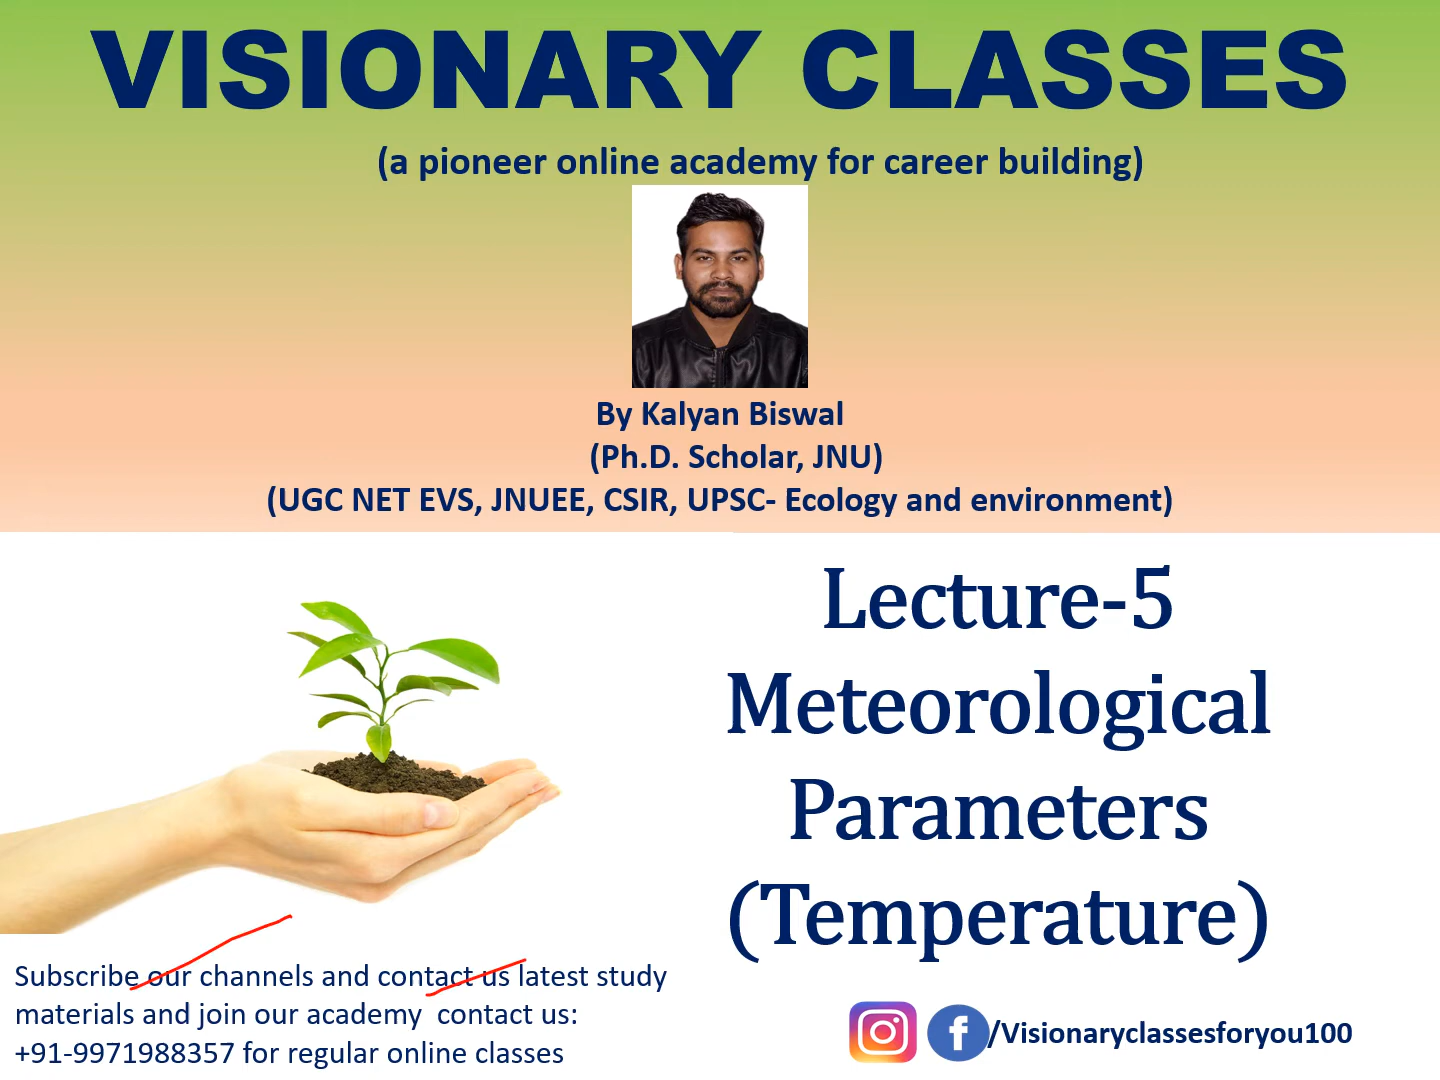 VISIONARY CLASSES
(a pioneer online academy for career building)
By Kalyan Biswal
(Ph.D. Scholar, JNU)
(UGC NET EVS, JNUEE, CSIR, UPSC- Ecology and environment)
Lecture-5
Meteorological
Parameters
(Temperature)
Subscribe our channels and contact us latest study
materials and join our academy contact us:
+91-9971988357 for regular online classes
/Visionaryclassesforyou100